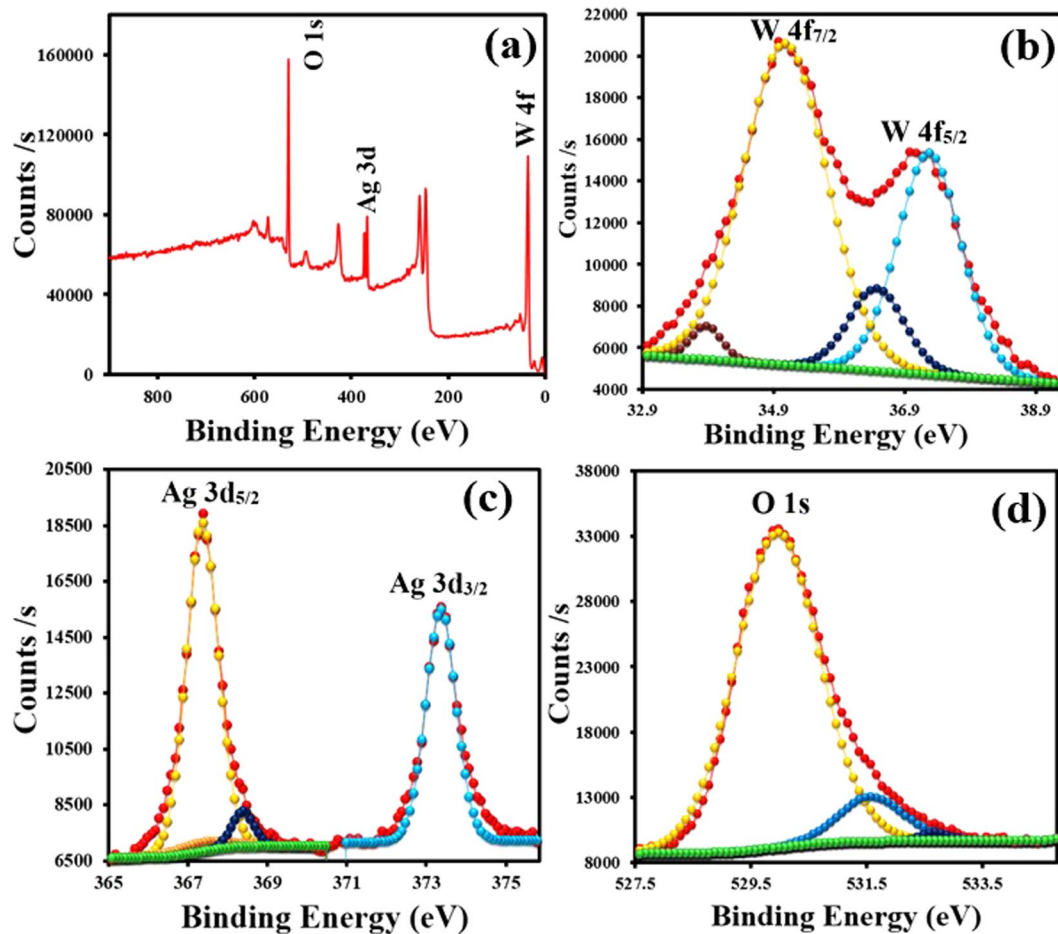 (a)
O 1s
Ag 3d
W 4f
Counts /s
160000
120000
80000
40000
0
800
600
400
200
0
Binding Energy (eV)
(b)
W 4f7/2
W 4f5/2
Counts /s
22000
20000
18000
16000
14000
12000
10000
8000
6000
4000
32.9
34.9
36.9
38.9
Binding Energy (eV)
(c)
Ag 3d5/2
Ag 3d3/2
Counts /s
20500
18500
16500
14500
12500
10500
8500
6500
365
367
369
371
373
375
Binding Energy (eV)
(d)
O 1s
Counts /s
38000
33000
28000
23000
18000
13000
8000
527.5
529.5
531.5
533.5
Binding Energy (eV)